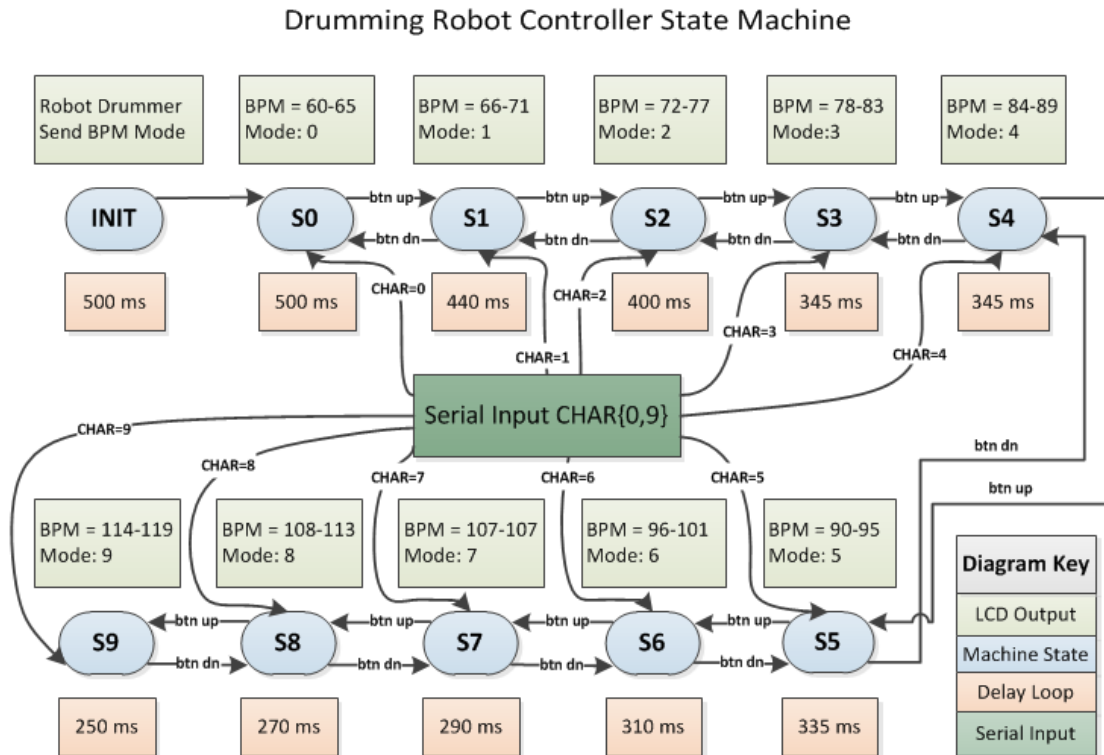 Drumming Robot Controller State Machine
Robot Drummer
Send BPM Mode
BPM = 60-65
Mode: 0
BPM = 66-71
Mode: 1
BPM = 72-77
Mode: 2
BPM = 78-83
Mode:3
BPM = 84-89
Mode: 4
INIT
S0
btn up
S1
btn up
S2
btn up
S3
btn up
S4
btn dn
btn dn
btn dn
btn dn
500 ms
500 ms
440 ms
400 ms
345 ms
345 ms
CHAR=0
CHAR=1
CHAR=2
CHAR=3
CHAR=4
Serial Input CHAR{0,9}
CHAR=9
CHAR=8
CHAR=7
CHAR=6
CHAR=5
btn dn
btn up
BPM = 114-119
Mode: 9
BPM = 108-113
Mode: 8
BPM = 107-107
Mode: 7
BPM = 96-101
Mode: 6
BPM = 90-95
Mode: 5
S9
btn up
S8
btn up
S7
btn up
S6
btn up
S5
btn dn
btn dn
btn dn
btn dn
250 ms
270 ms
290 ms
310 ms
335 ms
Diagram Key
LCD Output
Machine State
Delay Loop
Serial Input